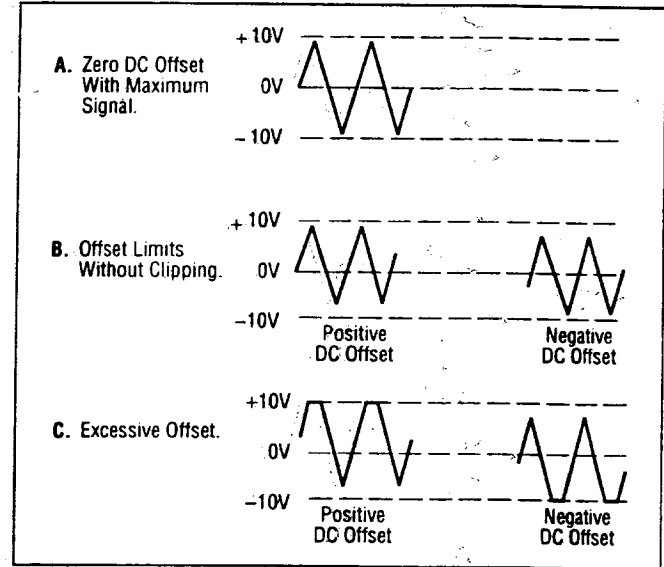 + 10V
A. Zero DC Offset
With Maximum
Signal.
0V
– 10V
+ 10V
B. Offset Limits
Without Clipping.
0V
–10V
Positive
DC Offset
Negative
DC Offset
+10V
C. Excessive Offset.
0V
–10V
Positive
DC Offset
Negative
DC Offset